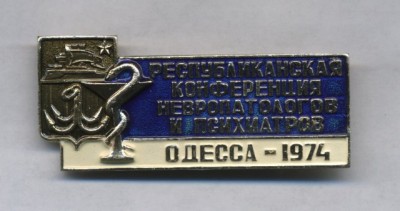 РЕСПУБЛИКАНСКАЯ
КОНФЕРЕНЦИЯ
НЕВРОПАТОЛОГОВ
И ПСИХИАТРОВ
ОДЕССА - 1974